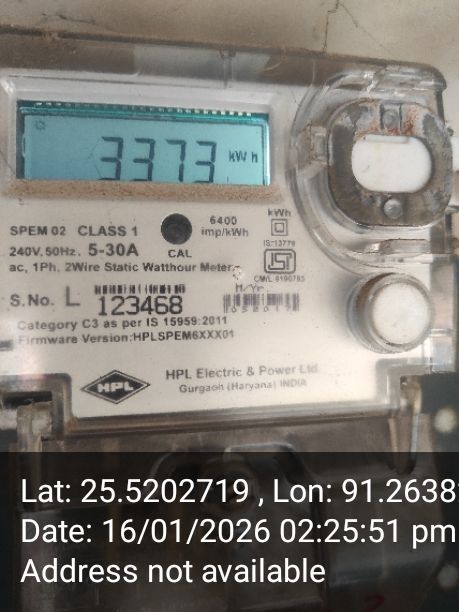 3373 kWh
SPEM 02 CLASS 1
6400
imp/kWh
kWh
240V, 50Hz, 5-30A
CAL
IS:13779
ac, 1Ph, 2Wire Static Watthour Meter
CM/L
M/Yr.
S.No. L 123468
052017
Category C3 as per IS 15959:2011
Firmware Version:HPLSPEM6XXX01
HPL
HPL Electric & Power Ltd.
Gurgaon (Haryana) INDIA
Lat: 25.5202719 , Lon: 91.2638
Date: 16/01/2026 02:25:51 pm
Address not available